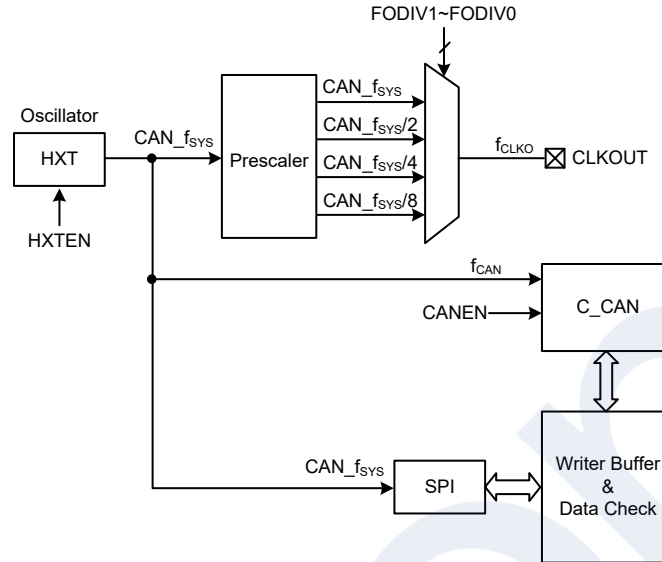 FODIV1~FODIV0
Oscillator
HXT
HXTEN
CAN_fSYS
Prescaler
CAN_fSYS
CAN_fSYS/2
CAN_fSYS/4
CAN_fSYS/8
fCLKO
CLKOUT
fCAN
CANEN
C_CAN
CAN_fSYS
SPI
Writer Buffer
&
Data Check